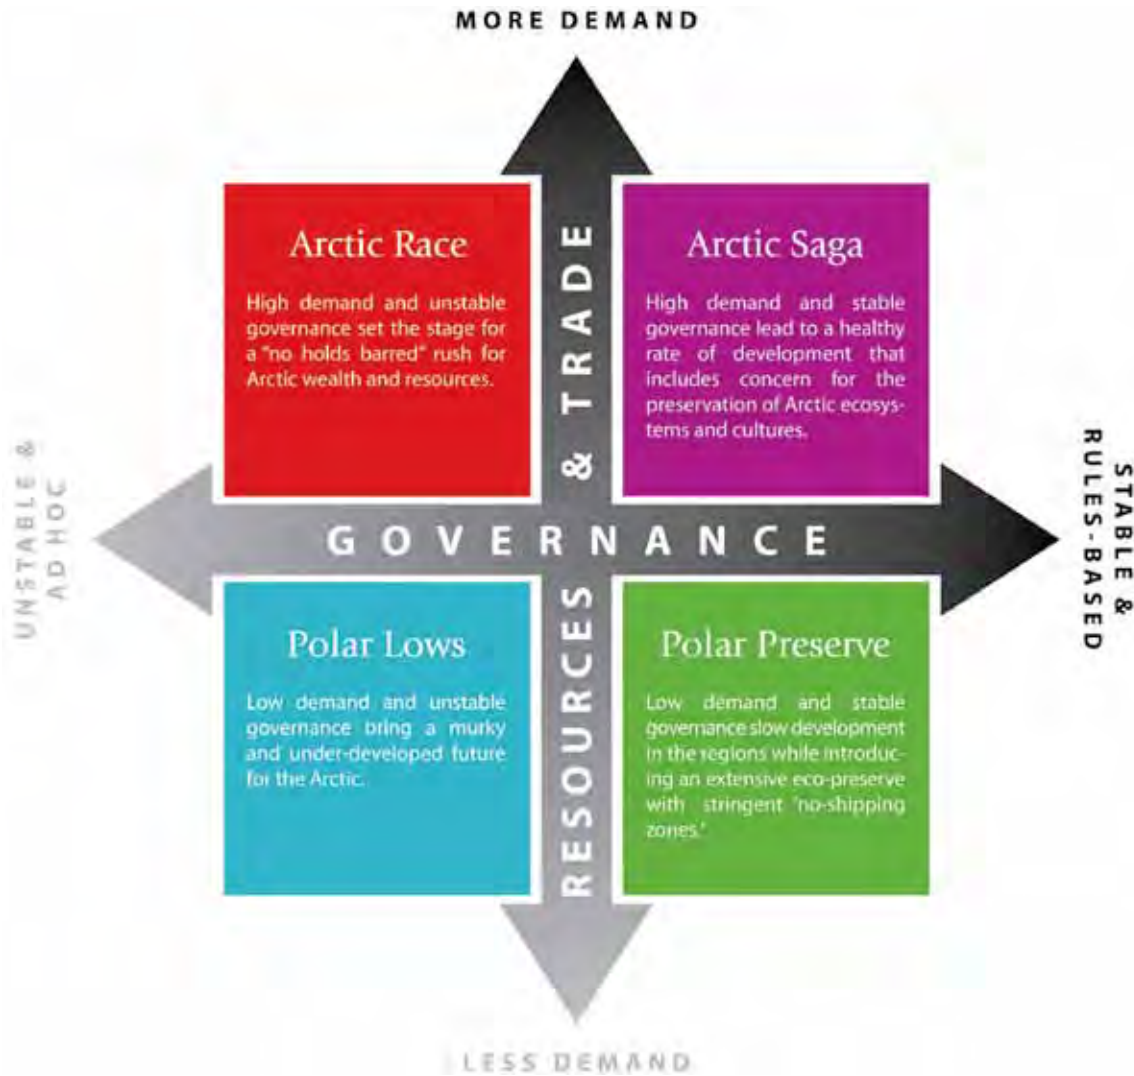 MORE DEMAND
Arctic Race
High demand and unstable
governance set the stage for
a "no holds barred" rush for
Arctic wealth and resources.
Arctic Saga
High demand and stable
governance lead to a healthy
rate of development that
includes concern for the
preservation of Arctic ecosys-
tems and cultures.
UNSTABLE &
AD HOC
GOVERNANCE
RESOURCES & TRADE
STABLE &
RULES-BASED
Polar Lows
Low demand and unstable
governance bring a murky
and under-developed future
for the Arctic.
Polar Preserve
Low demand and stable
governance slow development
in the regions while introduc-
ing an extensive eco-preserve
with stringent 'no-shipping
zones.'
LESS DEMAND